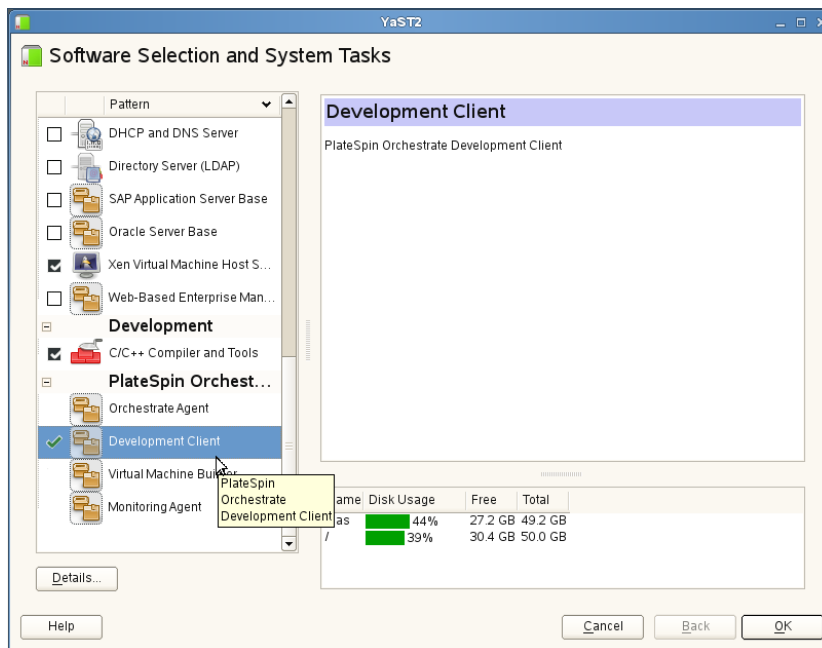 YaST2
Software Selection and System Tasks
Pattern
DHCP and DNS Server
Directory Server (LDAP)
SAP Application Server Base
Oracle Server Base
Xen Virtual Machine Host S...
Web-Based Enterprise Man...
Development
C/C++ Compiler and Tools
PlateSpin Orchest...
Orchestrate Agent
Development Client
Virtual Machine Builder
Monitoring Agent
PlateSpin
Orchestrate
Development Client
Details...
Development Client
PlateSpin Orchestrate Development Client
ame Disk Usage Free Total
as 44% 27.2 GB 49.2 GB
/ 39% 30.4 GB 50.0 GB
Help
Cancel
Back
OK